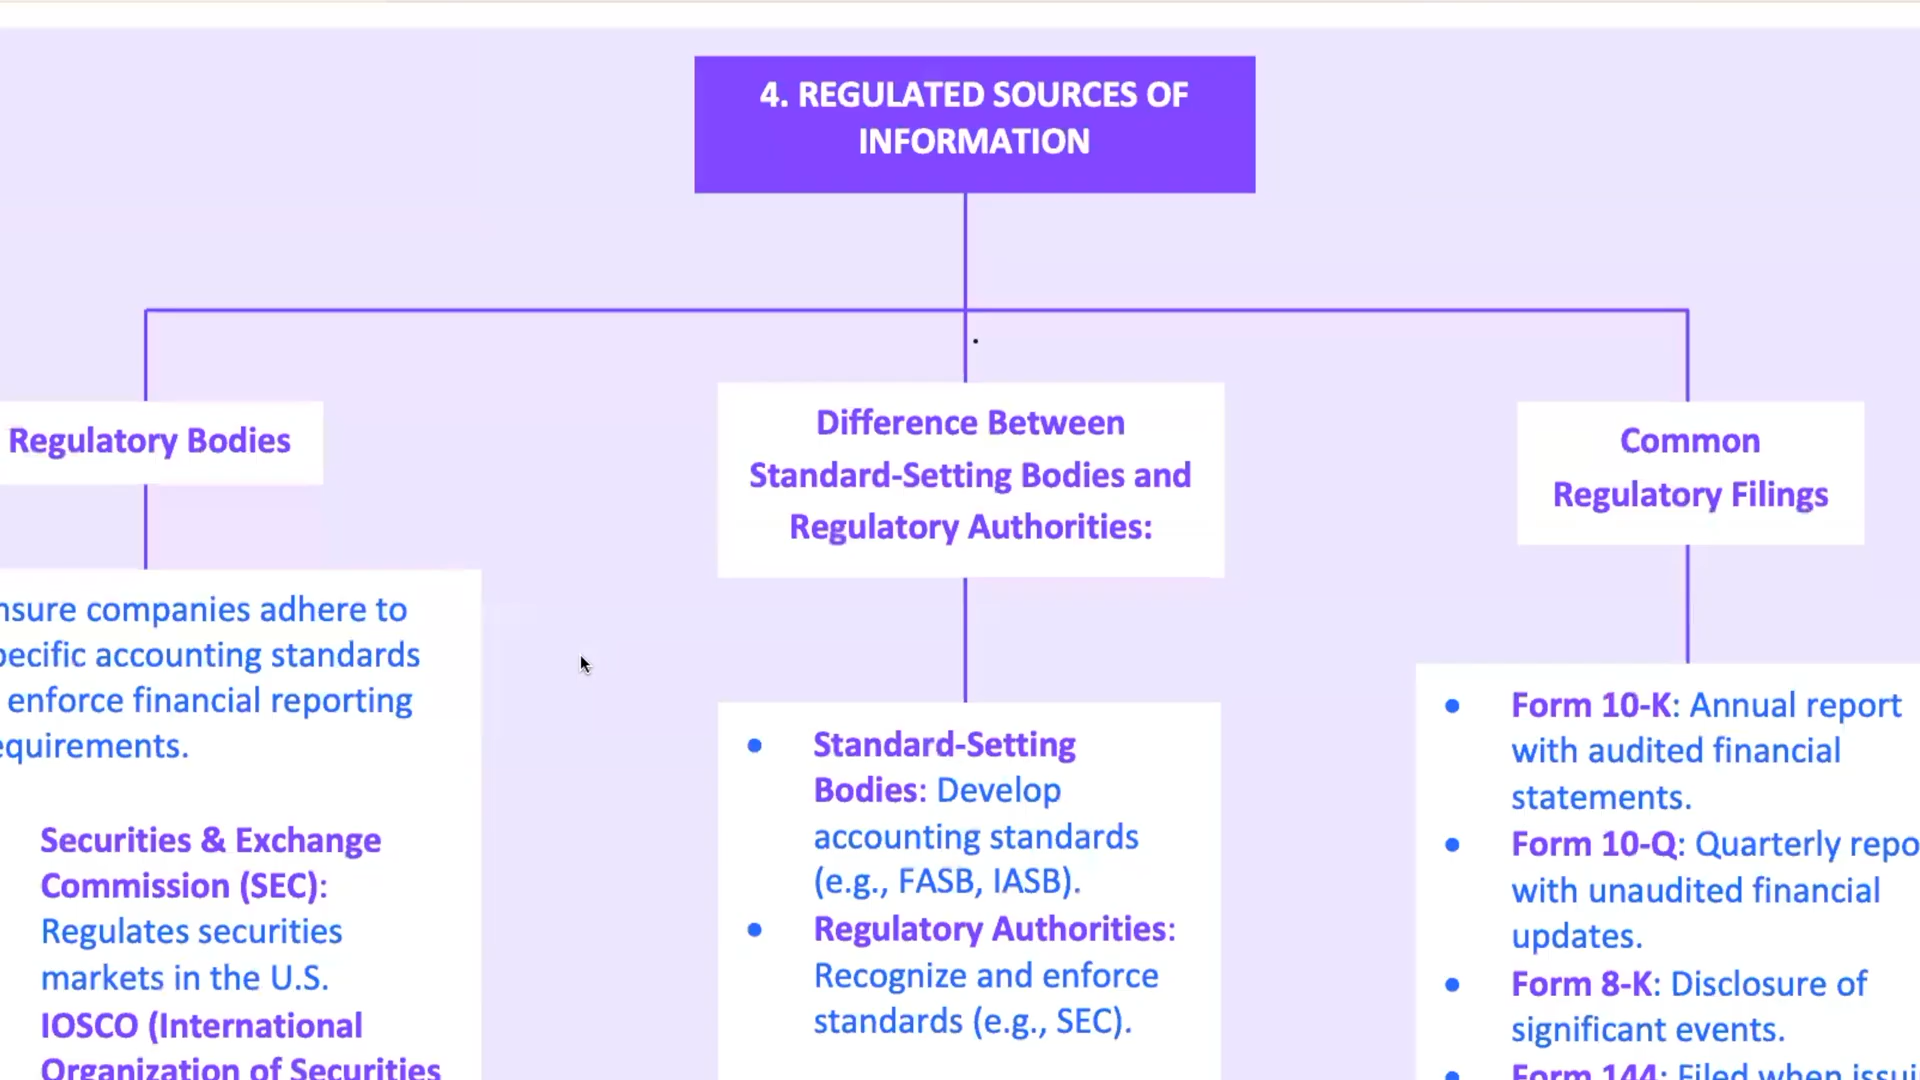 4. REGULATED SOURCES OF
INFORMATION
Regulatory Bodies
nsure companies adhere to
pecific accounting standards
enforce financial reporting
equirements.
Securities & Exchange
Commission (SEC):
Regulates securities
markets in the U.S.
IOSCO (International
Organization of Securities
Difference Between
Standard-Setting Bodies and
Regulatory Authorities:
• Standard-Setting
Bodies: Develop
accounting standards
(e.g., FASB, IASB).
• Regulatory Authorities:
Recognize and enforce
standards (e.g., SEC).
Common
Regulatory Filings
• Form 10-K: Annual report
with audited financial
statements.
• Form 10-Q: Quarterly repo
with unaudited financial
updates.
• Form 8-K: Disclosure of
significant events.
• Form 144: Filed when issui